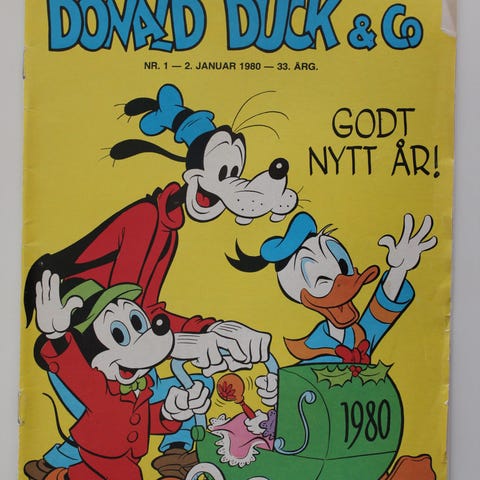 DONALD DUCK & Co
NR. 1 — 2. JANUAR 1980 — 33. ÅRG.
GODT
NYTT ÅR!
1980